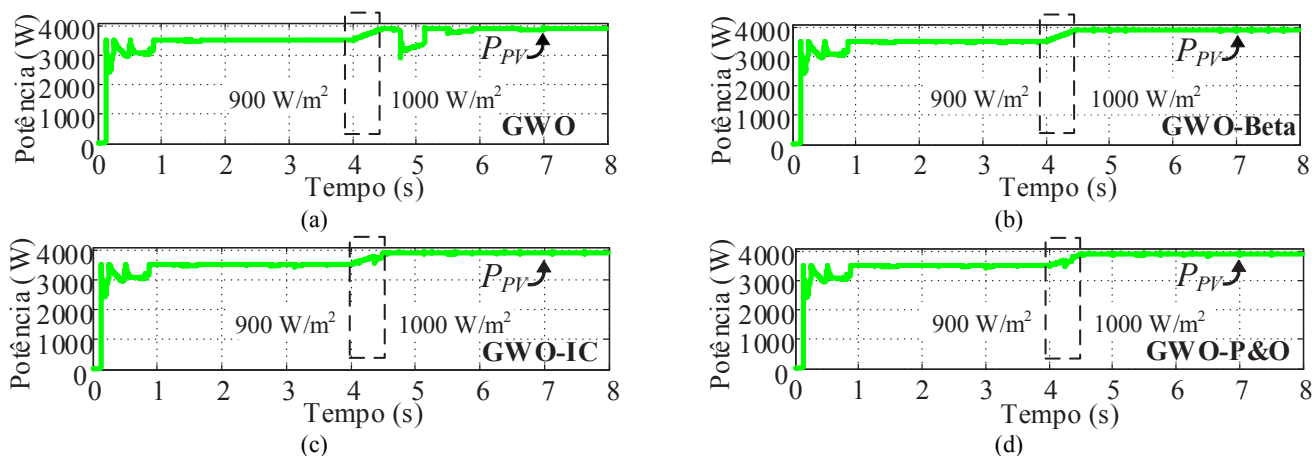 Potência (W)
4000
3000
2000
1000
0
900 W/m²
1000 W/m²
P_PV
GWO
0 1 2 3 4 5 6 7 8
Tempo (s)
(a)
Potência (W)
4000
3000
2000
1000
0
900 W/m²
1000 W/m²
P_PV
GWO-Beta
0 1 2 3 4 5 6 7 8
Tempo (s)
(b)
Potência (W)
4000
3000
2000
1000
0
900 W/m²
1000 W/m²
P_PV
GWO-IC
0 1 2 3 4 5 6 7 8
Tempo (s)
(c)
Potência (W)
4000
3000
2000
1000
0
900 W/m²
1000 W/m²
P_PV
GWO-P&O
0 1 2 3 4 5 6 7 8
Tempo (s)
(d)